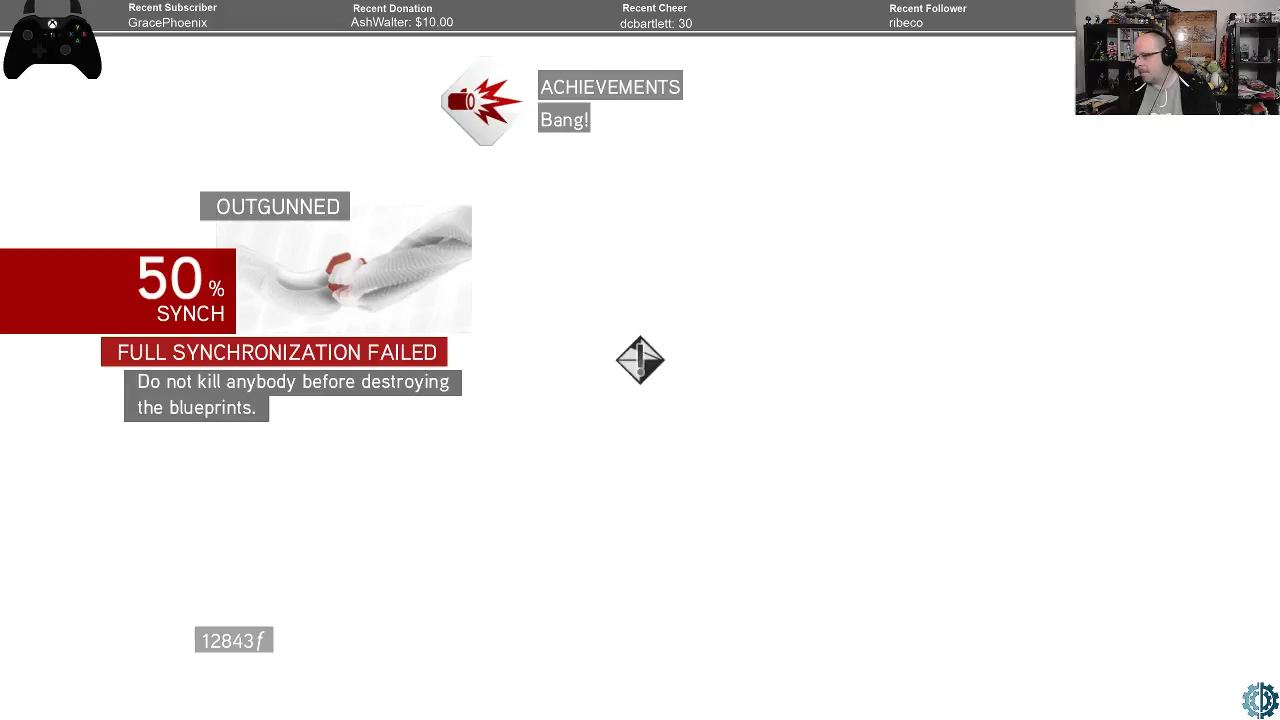 Recent Subscriber
GracePhoenix
Recent Donation
AshWalter: $10.00
Recent Cheer
dcbartlett: 30
Recent Follower
ribeco
ACHIEVEMENTS
Bang!
OUTGUNNED
50 %
SYNCH
FULL SYNCHRONIZATION FAILED
Do not kill anybody before destroying
the blueprints.
12843ƒ